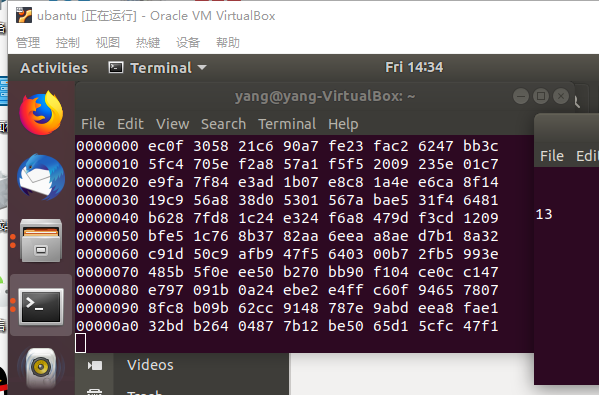 ubantu [正在运行] - Oracle VM VirtualBox
管理 控制 视图 热键 设备 帮助
Activities Terminal Fri 14:34
yang@yang-VirtualBox: ~
File Edit View Search Terminal Help
File Edi
0000000 ec0f 3058 21c6 90a7 fe23 fac2 6247 bb3c
0000010 5fc4 705e f2a8 57a1 f5f5 2009 235e 01c7
0000020 e9fa 7f84 e3ad 1b07 e8c8 1a4e e6ca 8f14
0000030 19c9 56a8 38d0 5301 567a bae5 31f4 6481
0000040 b628 7fd8 1c24 e324 f6a8 479d f3cd 1209
13
0000050 bfe5 1c76 8b37 82aa 6eea a8ae d7b1 8a32
0000060 c91d 50c9 afb9 47f5 6403 00b7 2fb5 993e
0000070 485b 5f0e ee50 b270 bb90 f104 ce0c c147
0000080 e797 091b 0a24 ebe2 e4ff c60f 9465 7807
0000090 8fc8 b09b 62cc 9148 787e 9abd eea8 fae1
00000a0 32bd b264 0487 7b12 be50 65d1 5cfc 47f1
Videos